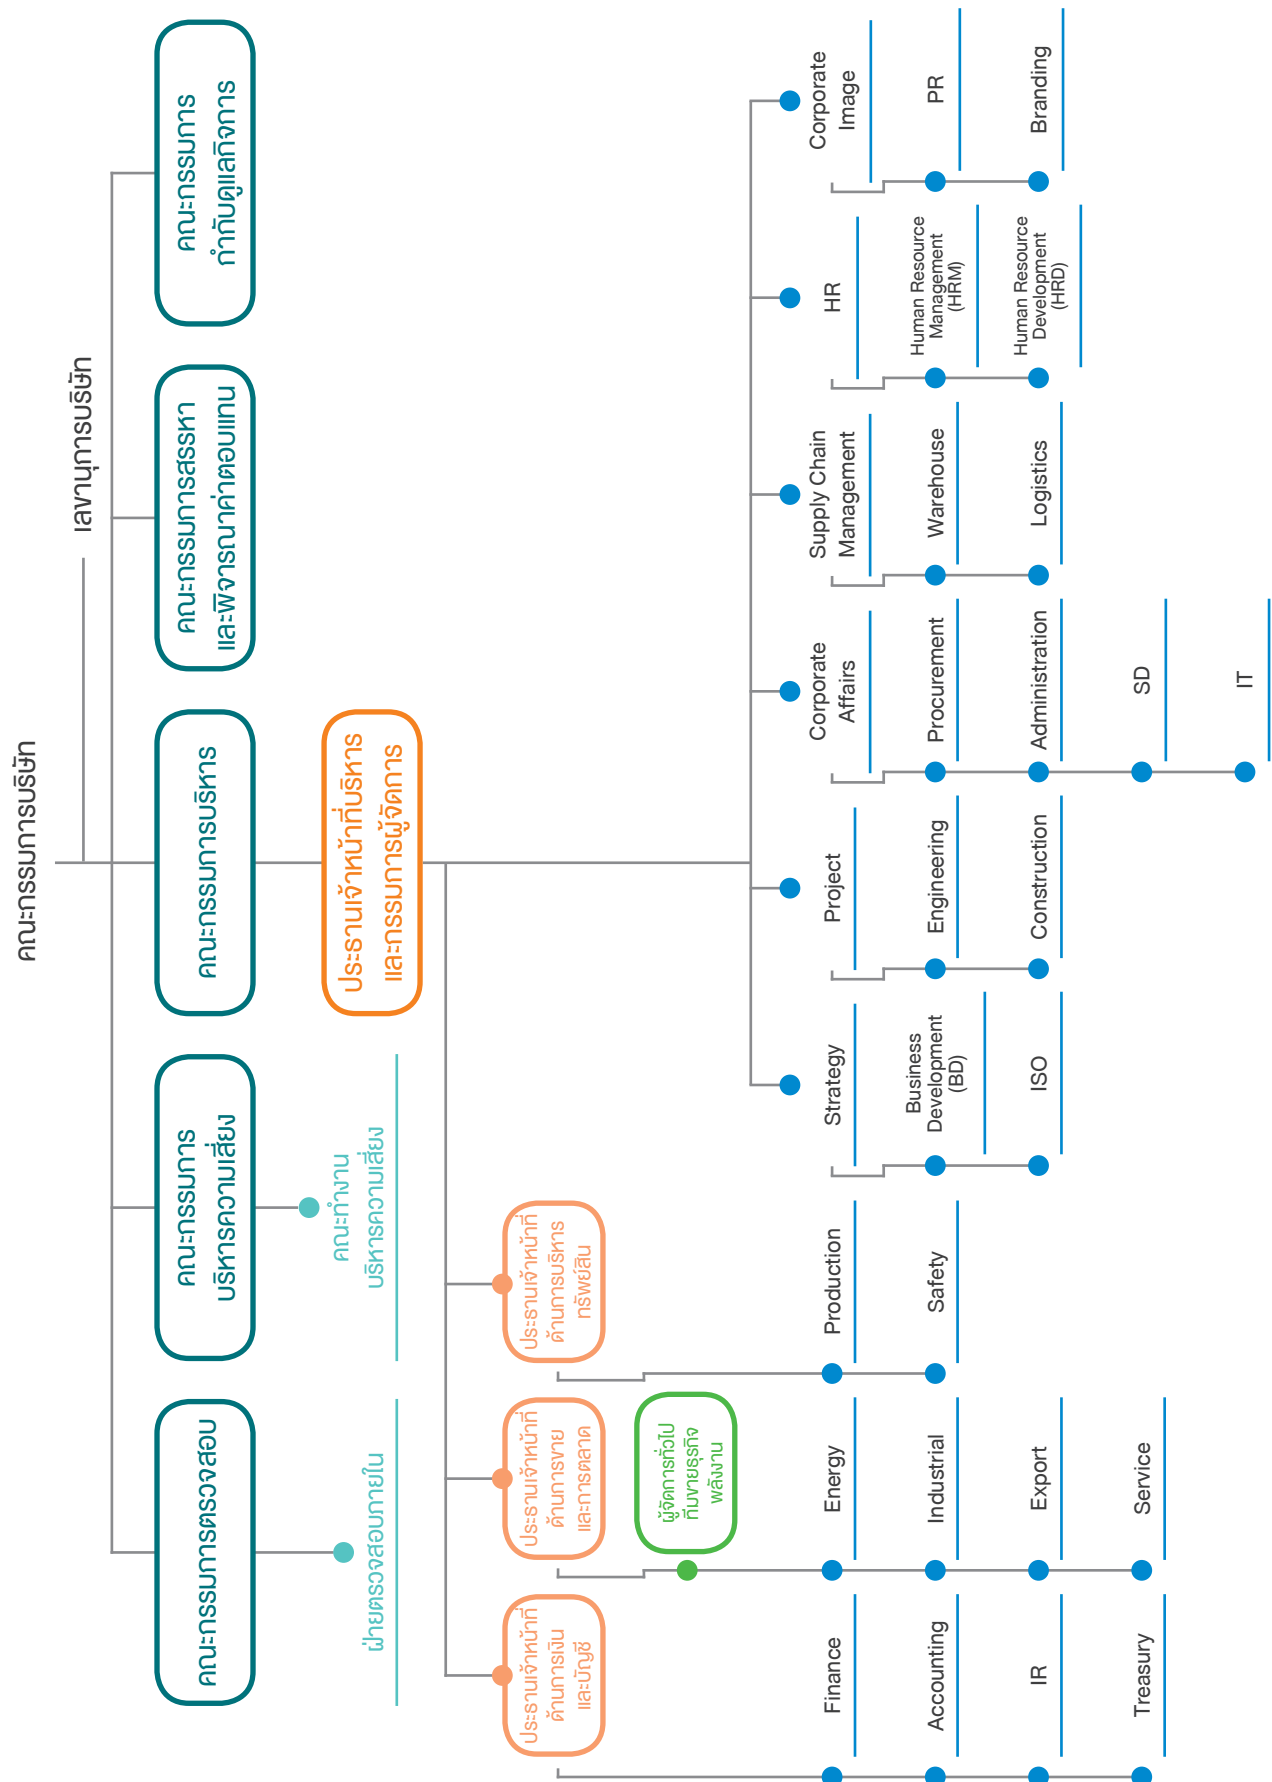 คณะกรรมการบริษัท
เลขานุการบริษัท
คณะกรรมการตรวจสอบ
คณะกรรมการ
บริหารความเสี่ยง
คณะกรรมการบริหาร
คณะกรรมการสรรหา
และพิจารณาค่าตอบแทน
คณะกรรมการ
กำกับดูแลกิจการ
ฝ่ายตรวจสอบภายใน
คณะทำงาน
บริหารความเสี่ยง
ประธานเจ้าหน้าที่บริหาร
และกรรมการผู้จัดการ
ประธานเจ้าหน้าที่
ด้านการเงิน
และบัญชี
ประธานเจ้าหน้าที่
ด้านการขาย
และการตลาด
ประธานเจ้าหน้าที่
ด้านการบริหาร
ทรัพย์สิน
ผู้จัดการทั่วไป
ทีมขายธุรกิจ
พลังงาน
Finance
Accounting
IR
Treasury
Energy
Industrial
Export
Service
Production
Safety
Strategy
Business
Development
(BD)
ISO
Project
Engineering
Construction
Corporate
Affairs
Procurement
Administration
SD
IT
Supply Chain
Management
Warehouse
Logistics
HR
Human Resource
Management
(HRM)
Human Resource
Development
(HRD)
Corporate
Image
PR
Branding